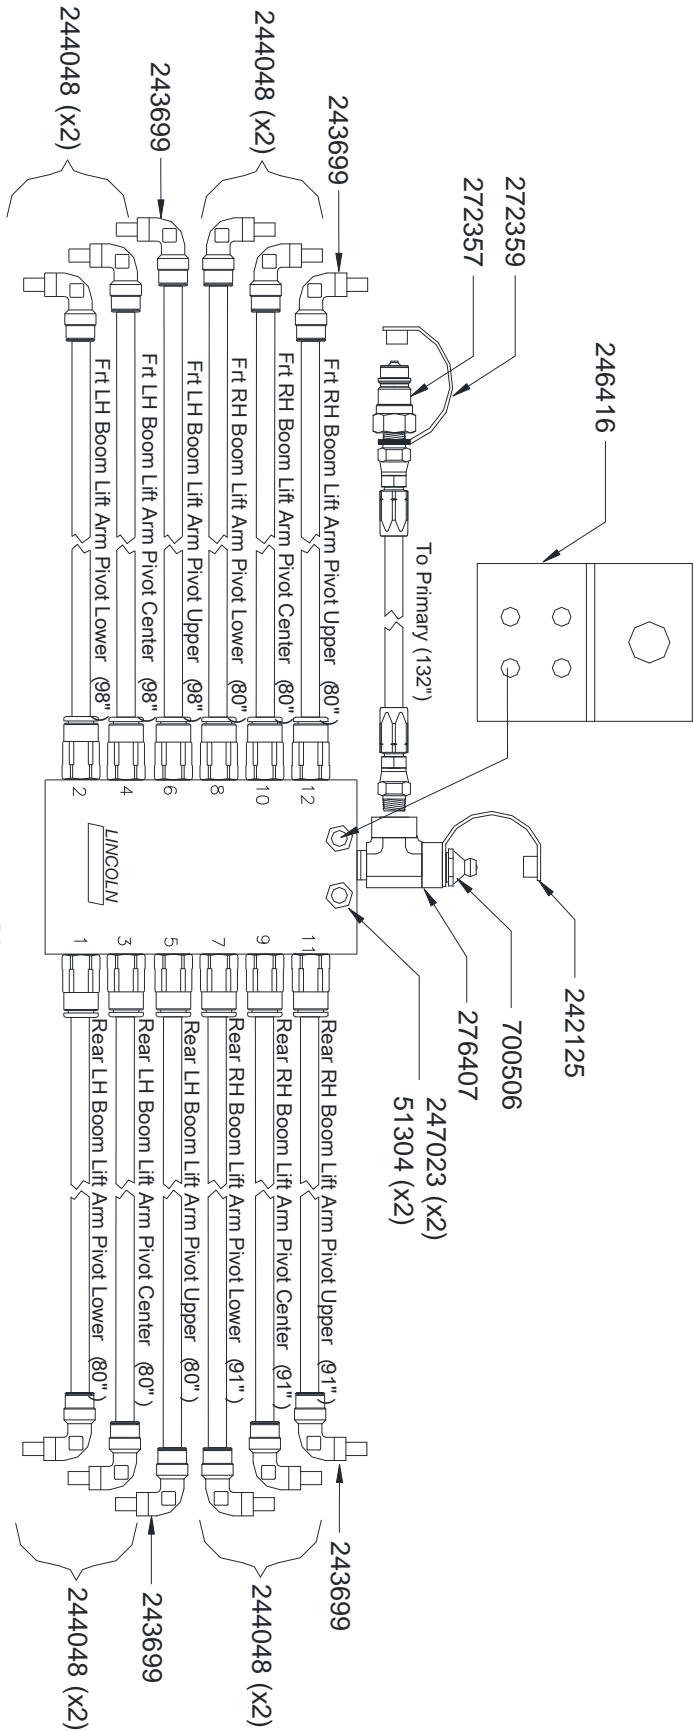 246416
242125
272359
700506
272357
276407
247023 (x2)
51304 (x2)
To Primary (132")
243699
243699
Frt RH Boom Lift Arm Pivot Upper (80")
12
11
Rear RH Boom Lift Arm Pivot Upper (91")
244048 (x2)
244048 (x2)
Frt RH Boom Lift Arm Pivot Center (80")
10
9
Rear RH Boom Lift Arm Pivot Center (91")
Frt RH Boom Lift Arm Pivot Lower (80")
8
7
Rear RH Boom Lift Arm Pivot Lower (91")
243699
243699
Frt LH Boom Lift Arm Pivot Upper (98")
6
5
Rear LH Boom Lift Arm Pivot Upper (80")
Frt LH Boom Lift Arm Pivot Center (98")
4
3
Rear LH Boom Lift Arm Pivot Center (80")
LINCOLN
244048 (x2)
244048 (x2)
Frt LH Boom Lift Arm Pivot Lower (98")
2
1
Rear LH Boom Lift Arm Pivot Lower (80")